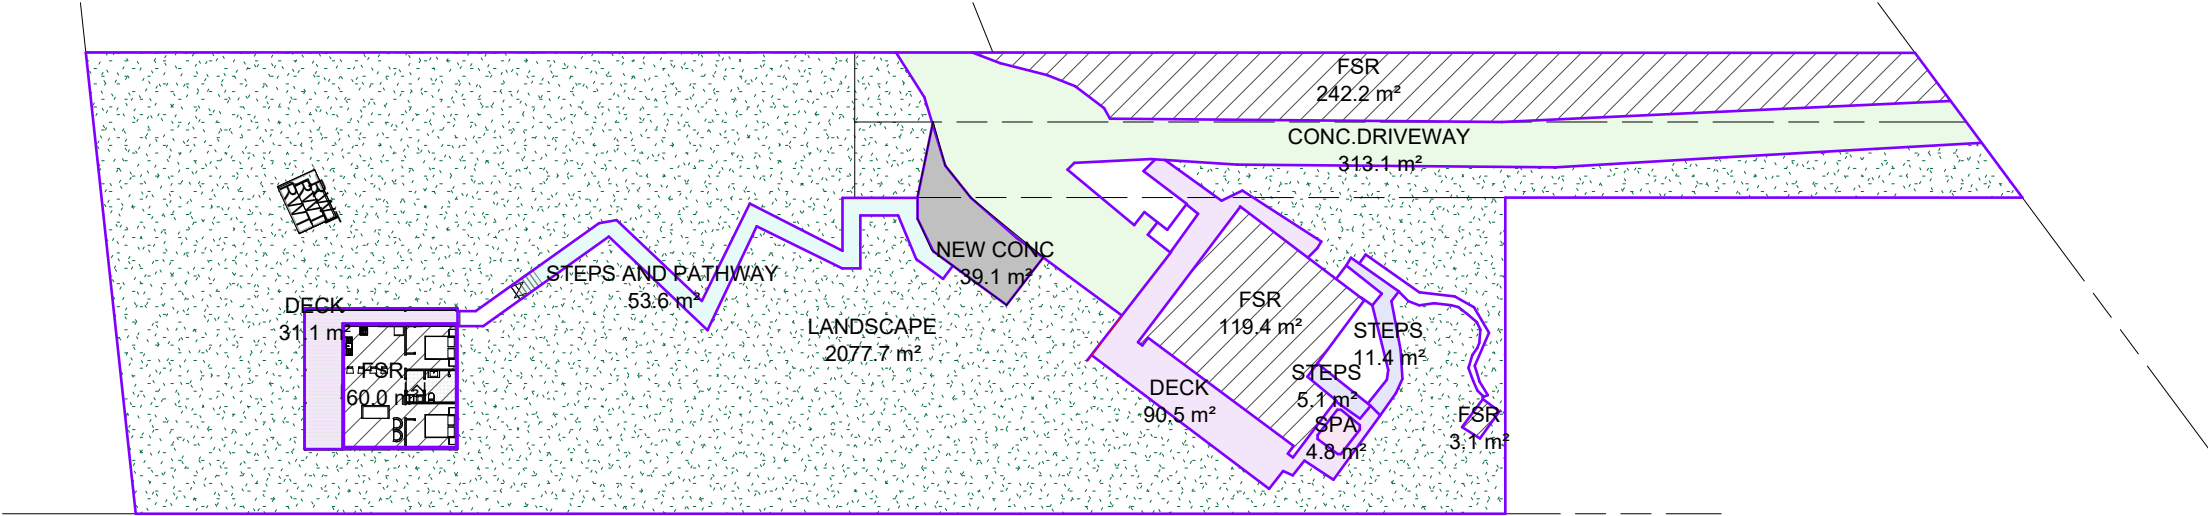 FSR
242.2 m²
CONC.DRIVEWAY
313.1 m²
NEW CONC
39.1 m²
STEPS AND PATHWAY
53.6 m²
DECK
31.1 m²
FSR
60.0
LANDSCAPE
2077.7 m²
FSR
119.4 m²
STEPS
11.4 m²
STEPS
5.1 m²
DECK
90.5 m²
SPA
4.8 m²
FSR
3.1 m²